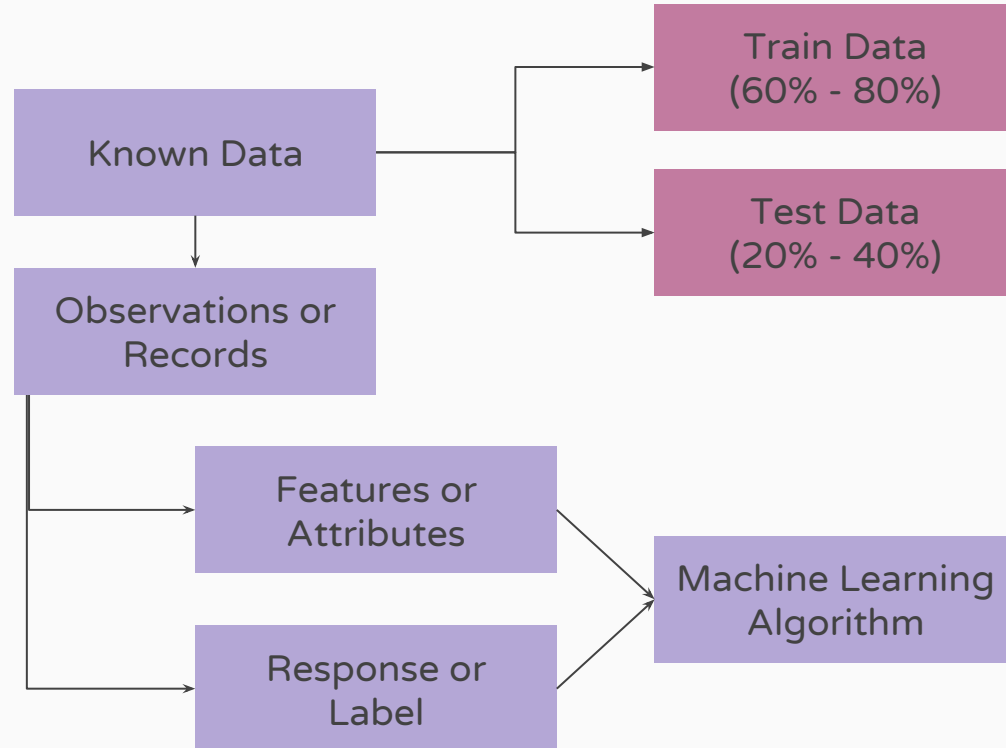 Train Data
(60% - 80%)
Known Data
Test Data
(20% - 40%)
Observations or
Records
Features or
Attributes
Machine Learning
Algorithm
Response or
Label